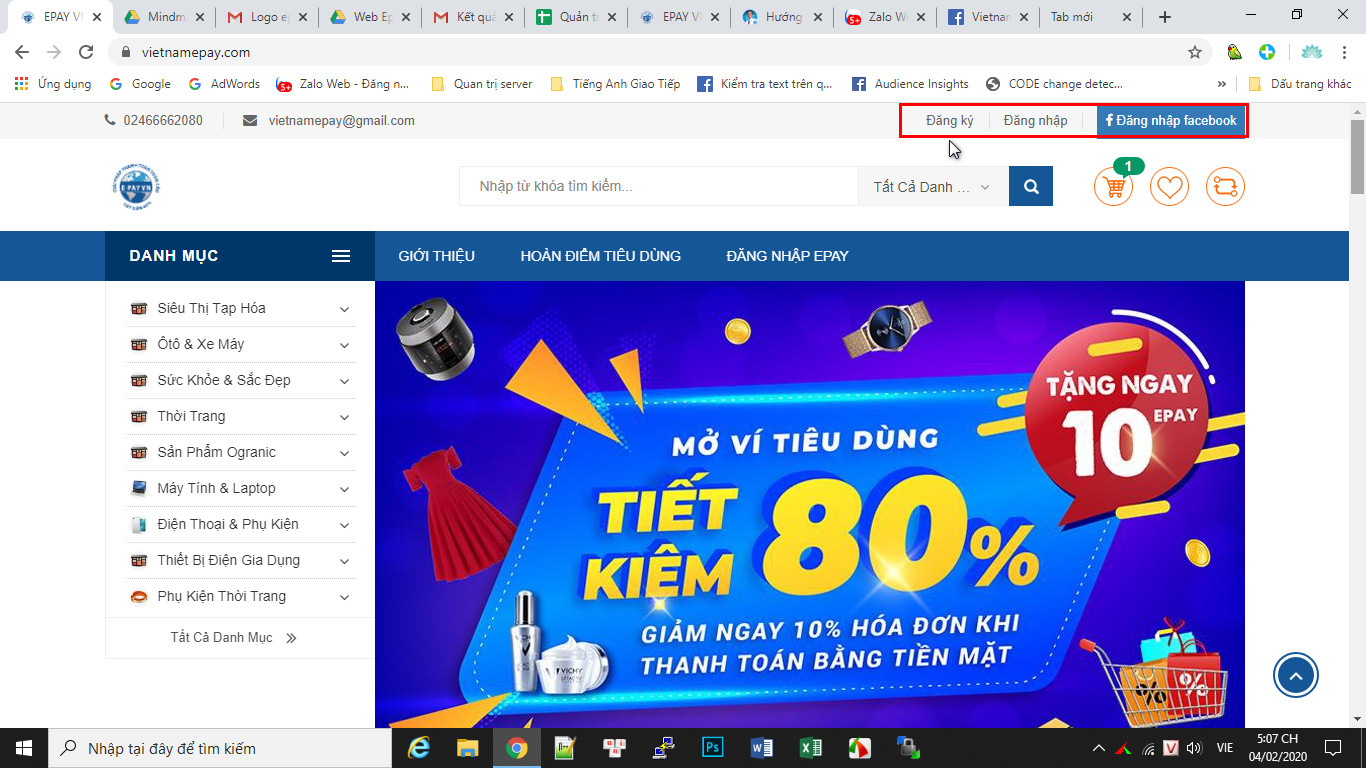 EPAY VI
Mindm
Logo ep
Web Ep
Kết quả
Quản tr
EPAY VI
Hướng
Zalo W
Vietnan
Tab mới
vietnamepay.com
Ứng dụng
Google
AdWords
Zalo Web - Đăng n...
Quan trị server
Tiếng Anh Giao Tiếp
Kiểm tra text trên q...
Audience Insights
CODE change detec...
»
Dấu trang khác
02466662080
vietnamepay@gmail.com
Đăng ký
Đăng nhập
f Đăng nhập facebook
E-PAY.VN
Nhập từ khóa tìm kiếm...
Tất Cả Danh ...
1
DANH MỤC
GIỚI THIỆU
HOÀN ĐIỂM TIÊU DÙNG
ĐĂNG NHẬP EPAY
Siêu Thị Tạp Hóa
Ôtô & Xe Máy
Sức Khỏe & Sắc Đẹp
Thời Trang
Sản Phẩm Ogranic
Máy Tính & Laptop
Điện Thoại & Phụ Kiện
Thiết Bị Điện Gia Dụng
Phụ Kiện Thời Trang
Tất Cả Danh Mục »
TẶNG NGAY
10 EPAY
MỞ VÍ TIÊU DÙNG
TIẾT
KIỆM
80%
GIẢM NGAY 10% HÓA ĐƠN KHI
THANH TOÁN BẰNG TIỀN MẶT
VICHY
VICHY
%
%
Nhập tại đây để tìm kiếm
VIE
5:07 CH
04/02/2020